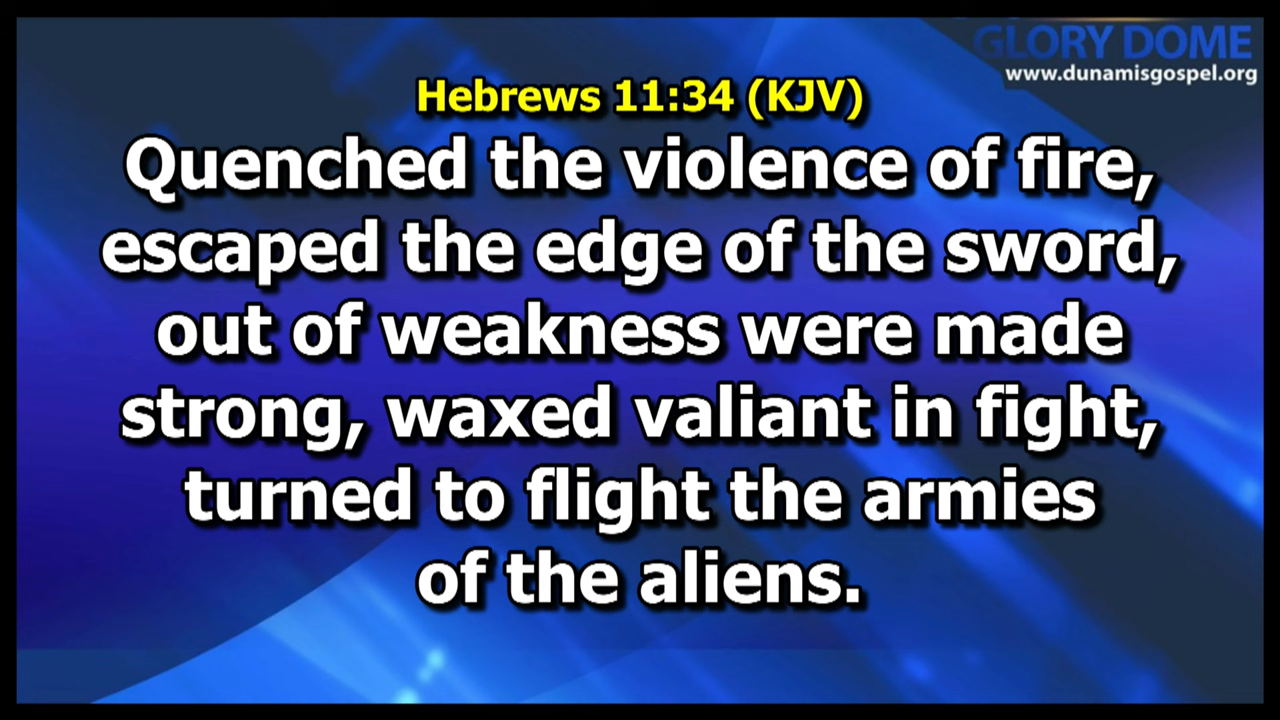 GLORY DOME
www.dunamisgospel.org
Hebrews 11:34 (KJV)
Quenched the violence of fire,
escaped the edge of the sword,
out of weakness were made
strong, waxed valiant in fight,
turned to flight the armies
of the aliens.